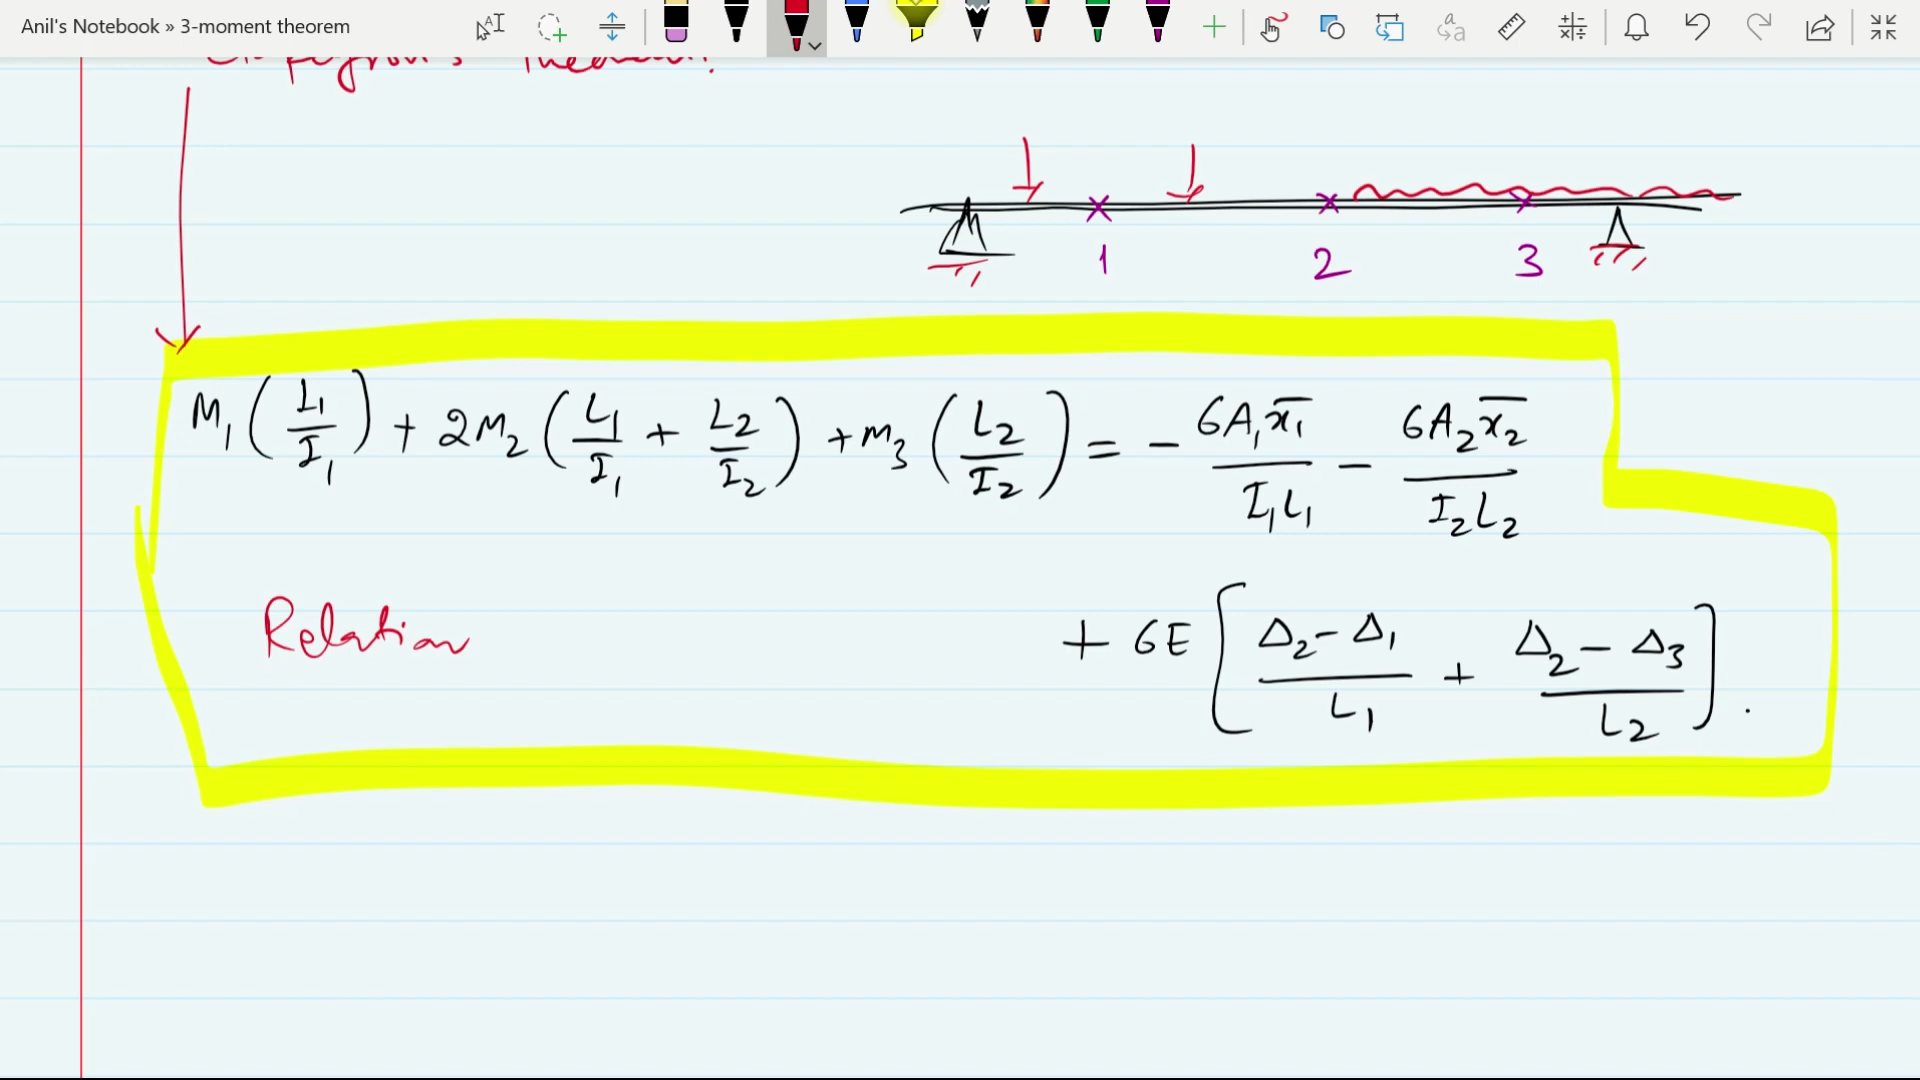 Anil's Notebook » 3-moment theorem
1 2 3
M₁ (L₁/I₁) + 2M₂ (L₁/I₁ + L₂/I₂) + M₃ (L₂/I₂) = - 6A₁x̄₁/I₁L₁ - 6A₂x̄₂/I₂L₂
Relation + 6E [Δ₂-Δ₁/L₁ + Δ₂-Δ₃/L₂].